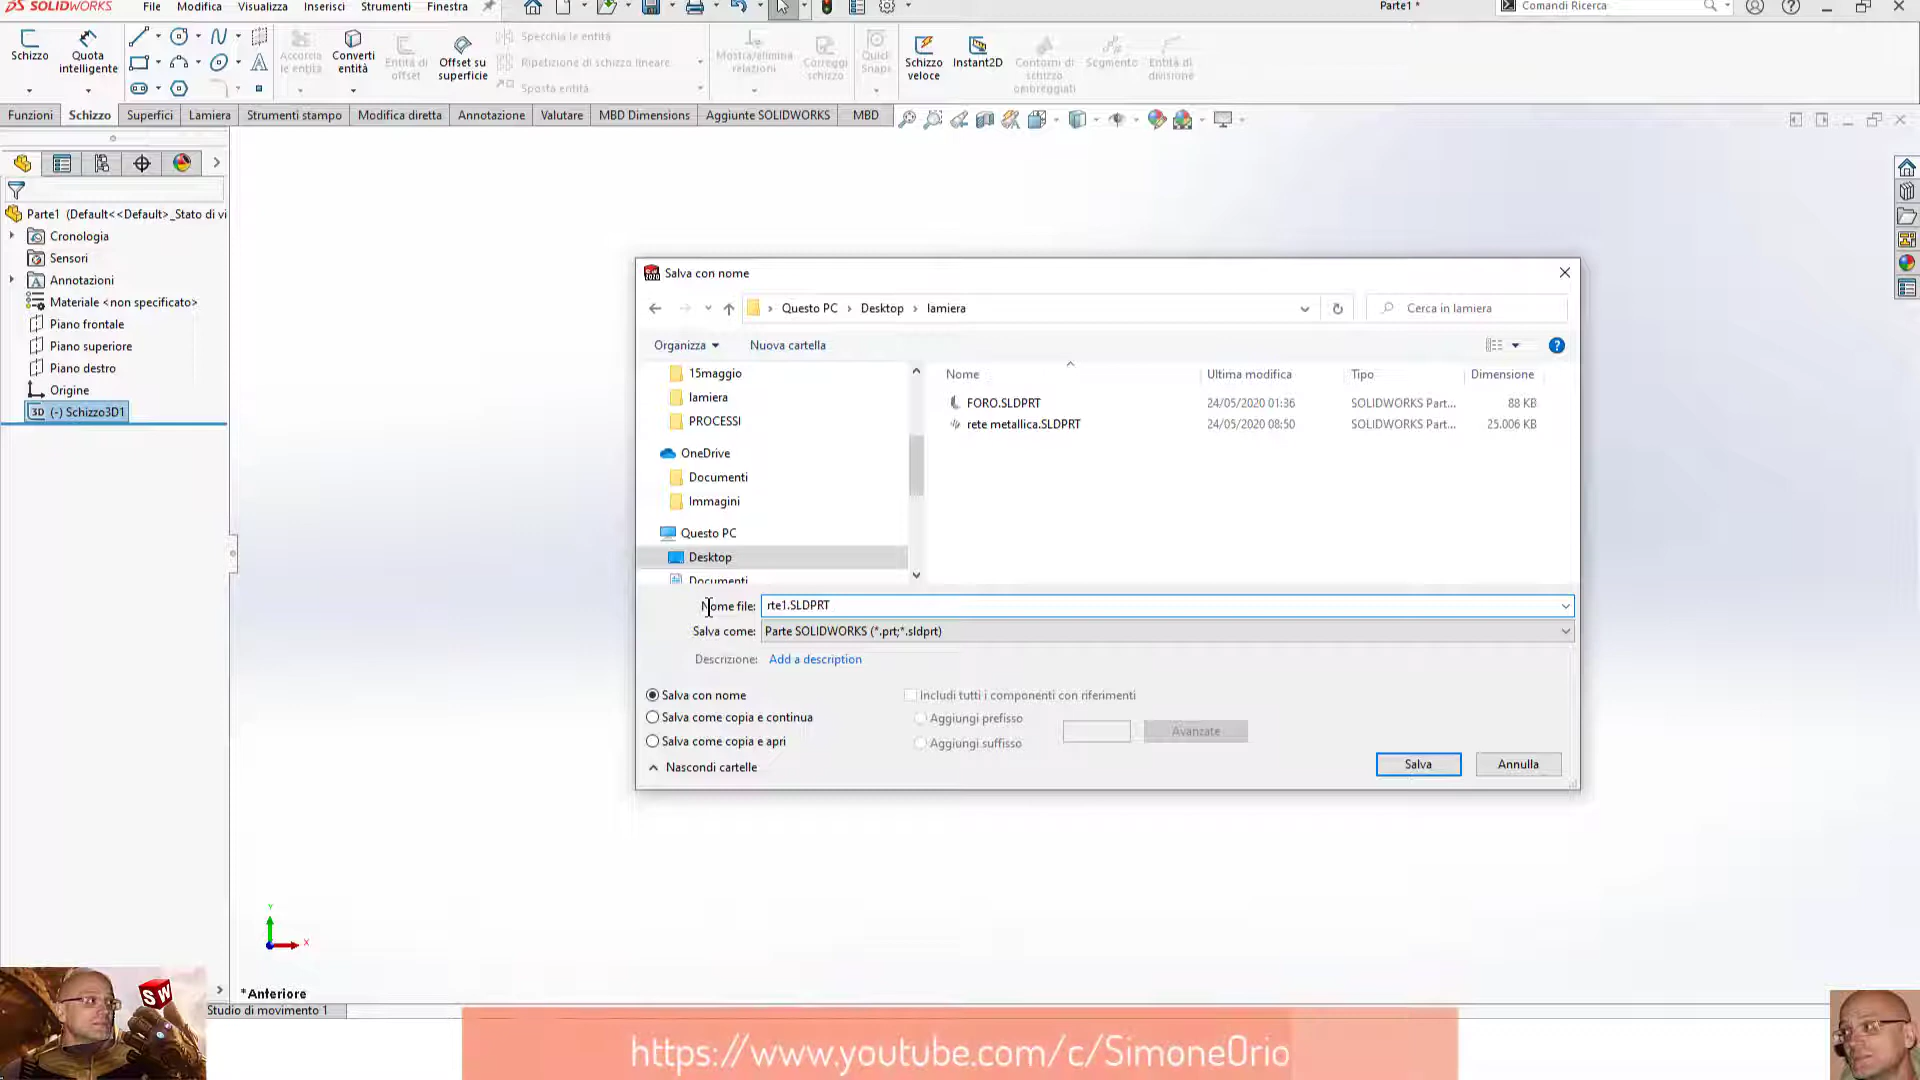 SOLIDWORKS
File
Modifica
Visualizza
Inserisci
Strumenti
Finestra
Parte1 *
Comandi Ricerca
Schizzo
Quota intelligente
Accorcia le entità
Converti entità
Entità di offset
Offset su superficie
Specchia le entità
Ripetizione di schizzo lineare
Sposta entità
Mostra/elimina relazioni
Correggi schizzo
Quick Snaps
Schizzo veloce
Instant2D
Contorni di schizzo ombreggiati
Segmento
Entità di divisione
Funzioni
Schizzo
Superfici
Lamiera
Strumenti stampo
Modifica diretta
Annotazione
Valutare
MBD Dimensions
Aggiunte SOLIDWORKS
MBD
Parte1 (Default<<Default>_Stato di vi
Cronologia
Sensori
Annotazioni
Materiale <non specificato>
Piano frontale
Piano superiore
Piano destro
Origine
3D (-) Schizzo3D1
Salva con nome
Questo PC > Desktop > lamiera
Cerca in lamiera
Organizza
Nuova cartella
15maggio
lamiera
PROCESSI
OneDrive
Documenti
Immagini
Questo PC
Desktop
Documenti
Nome Ultima modifica Tipo Dimensione
FORO.SLDPRT 24/05/2020 01:36 SOLIDWORKS Part... 88 KB
rete metallica.SLDPRT 24/05/2020 08:50 SOLIDWORKS Part... 25.006 KB
Nome file: rte1.SLDPRT
Salva come: Parte SOLIDWORKS (*.prt;*.sldprt)
Descrizione: Add a description
Salva con nome
Salva come copia e continua
Salva come copia e apri
Includi tutti i componenti con riferimenti
Aggiungi prefisso
Aggiungi suffisso
Avanzate
Nascondi cartelle
Salva
Annulla
Y
X
*Anteriore
Studio di movimento 1
SW
https://www.youtube.com/c/SimoneOrio